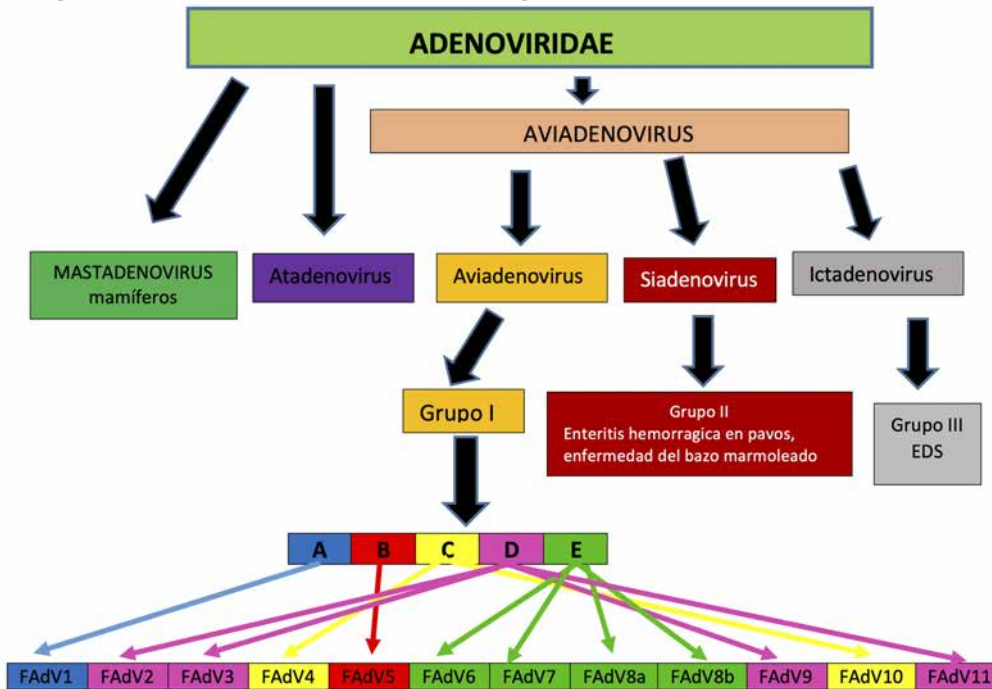 ADENOVIRIDAE
AVIADENOVIRUS
MASTADENOVIRUS
mamíferos
Atadenovirus
Aviadenovirus
Siadenovirus
Ictadenovirus
Grupo I
Grupo II
Enteritis hemorragica en pavos,
enfermedad del bazo marmoleado
Grupo III
EDS
A B C D E
FAdV1 FAdV2 FAdV3 FAdV4 FAdV5 FAdV6 FAdV7 FAdV8a FAdV8b FAdV9 FAdV10 FAdV11